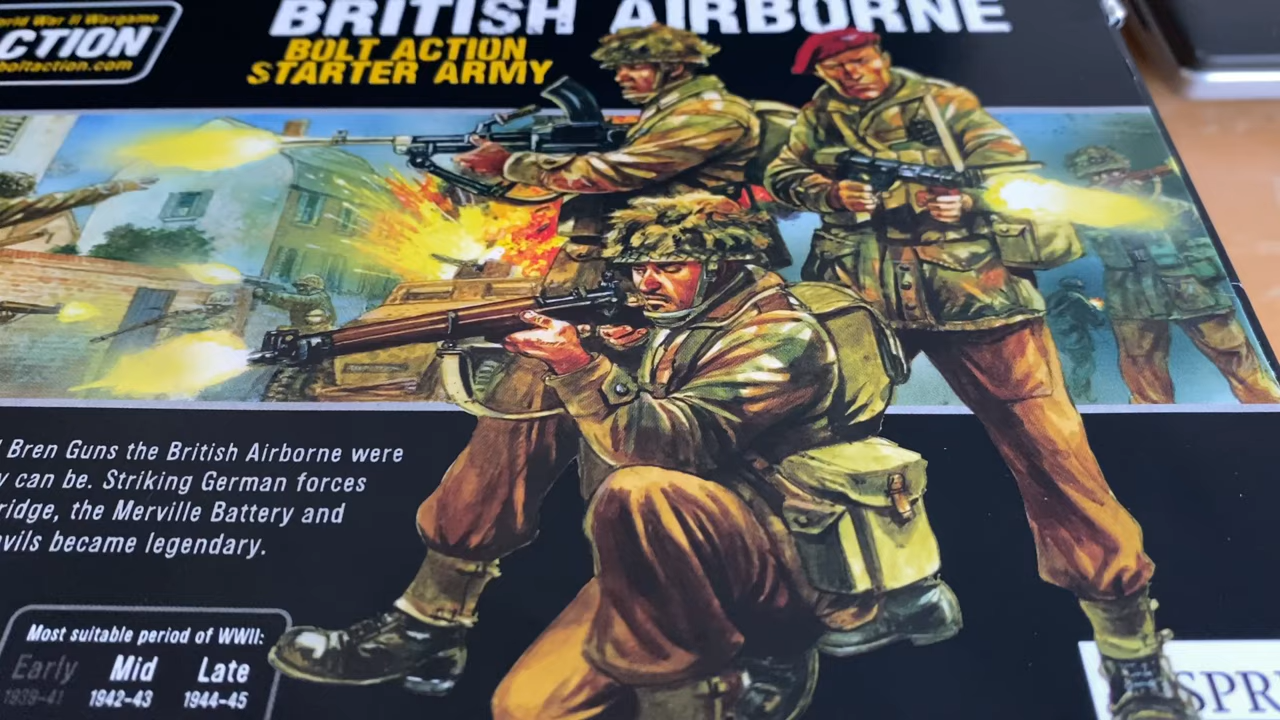 World War II Wargame
CTION
boltaction.com
BRITISH AIRBORNE
BOLT ACTION
STARTER ARMY
Bren Guns the British Airborne were
y can be. Striking German forces
ridge, the Merville Battery and
vils became legendary.
Most suitable period of WWII:
Early Mid Late
1939-41 1942-43 1944-45
SPR